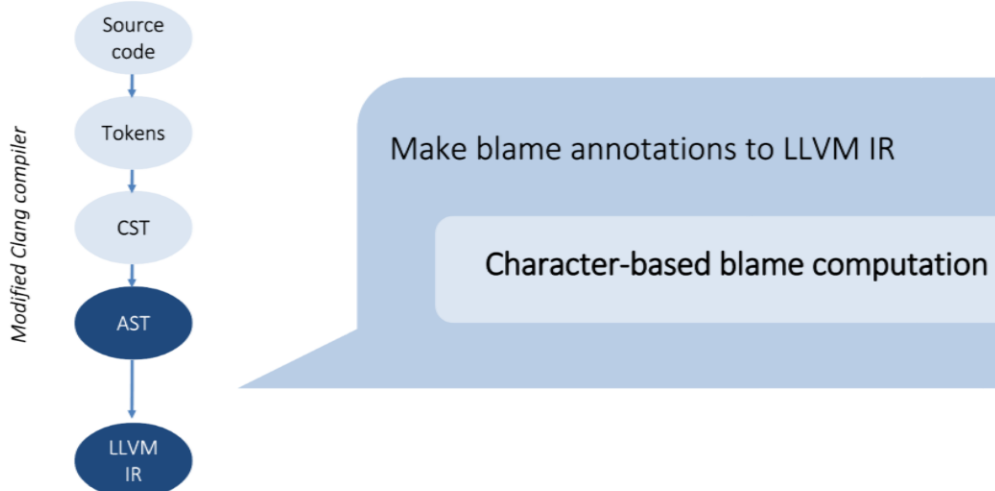 Source
code
Tokens
CST
AST
LLVM
IR
Modified Clang compiler
Make blame annotations to LLVM IR
Character-based blame computation